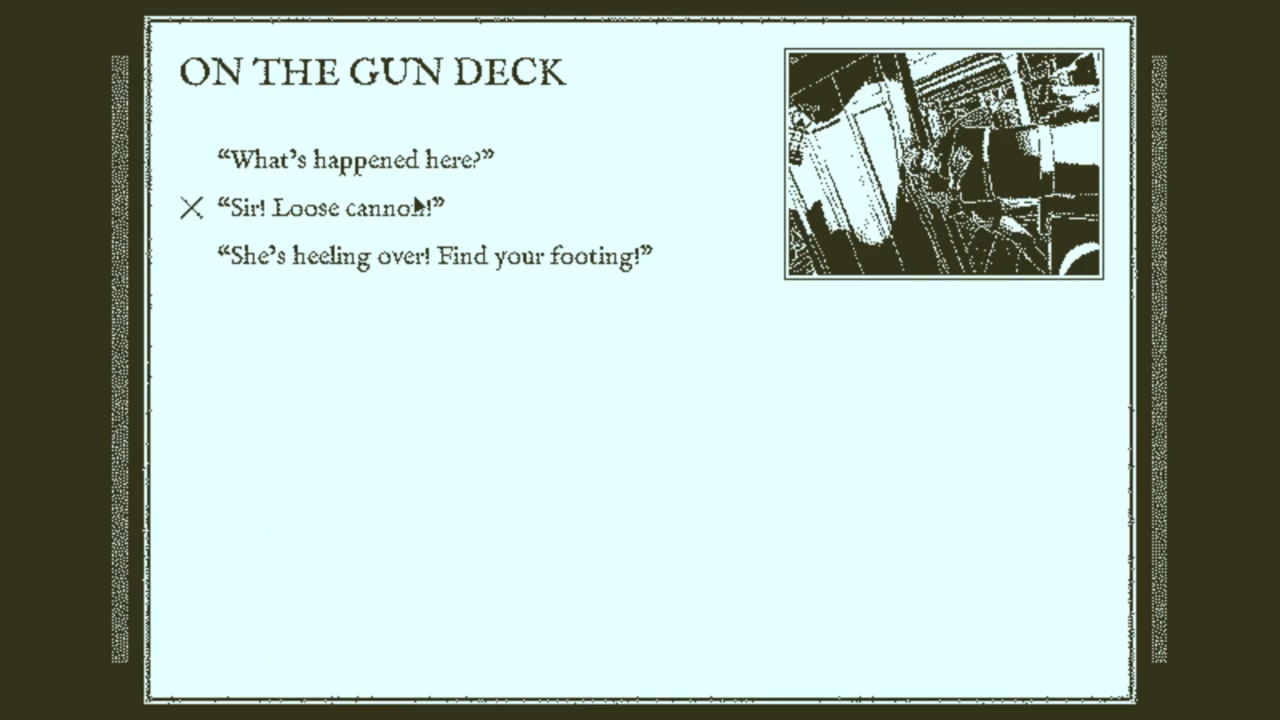 ON THE GUN DECK
“What’s happened here?”
“Sir! Loose cannon!”
“She’s heeling over! Find your footing!”